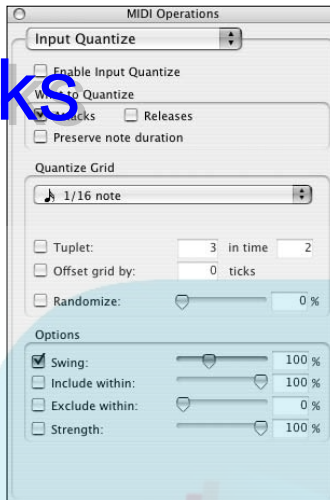 MIDI Operations
Input Quantize
Enable Input Quantize
ks
What to Quantize
Attacks Releases
Preserve note duration
Quantize Grid
1/16 note
Tuplet: 3 in time 2
Offset grid by: 0 ticks
Randomize: 0 %
Options
Swing: 100 %
Include within: 100 %
Exclude within: 0 %
Strength: 100 %